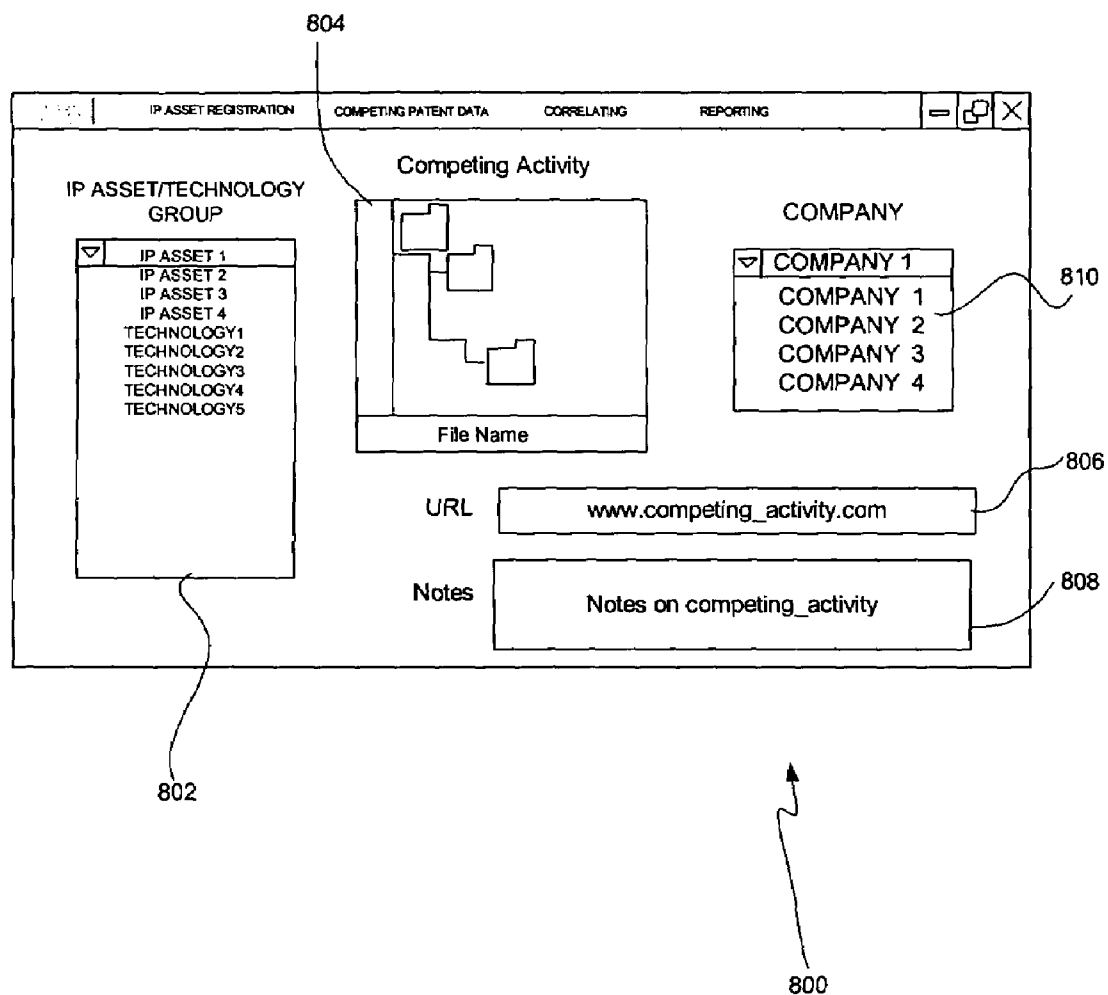 804
IP ASSET REGISTRATION COMPETING PATENT DATA CORRELATING REPORTING
Competing Activity
IP ASSET/TECHNOLOGY
GROUP
COMPANY
IP ASSET 1
IP ASSET 2
IP ASSET 3
IP ASSET 4
TECHNOLOGY1
TECHNOLOGY2
TECHNOLOGY3
TECHNOLOGY4
TECHNOLOGY5
File Name
COMPANY 1
COMPANY 1
COMPANY 2
COMPANY 3
COMPANY 4
810
URL www.competing_activity.com
806
Notes Notes on competing_activity
808
802
800